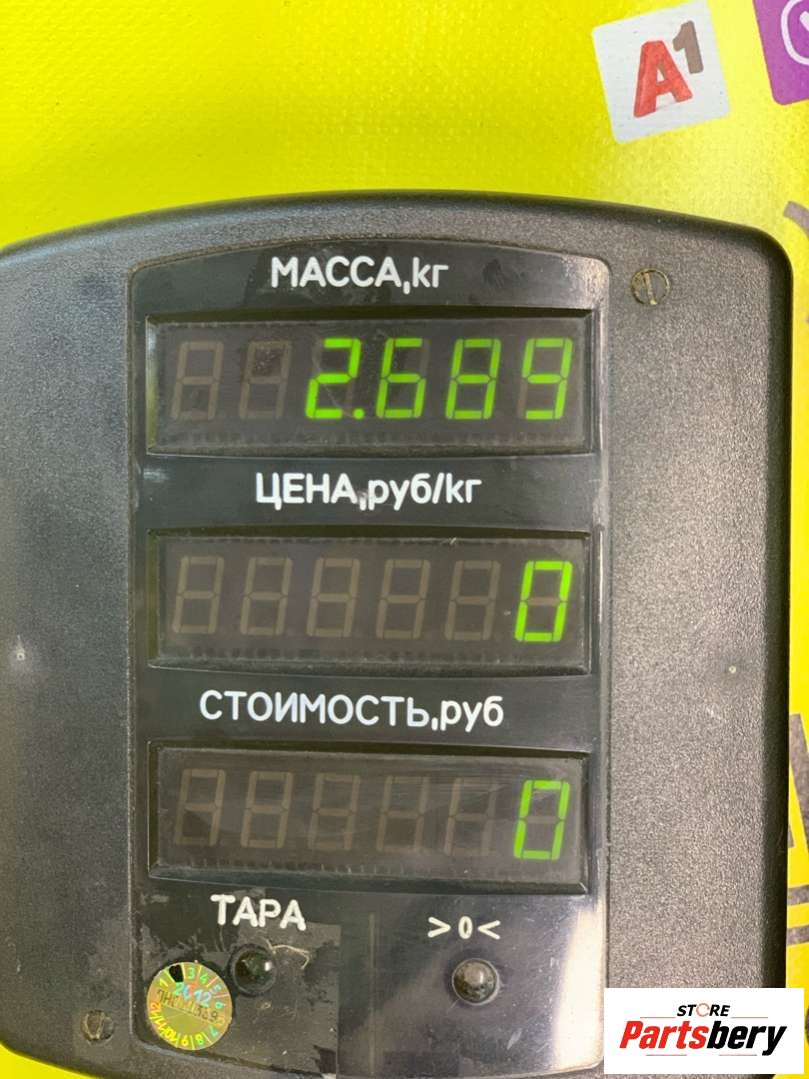 A1
МАССА,кг
2.689
ЦЕНА,руб/кг
0
СТОИМОСТЬ,руб
0
ТАРА
>0<
STORE
Partsbery